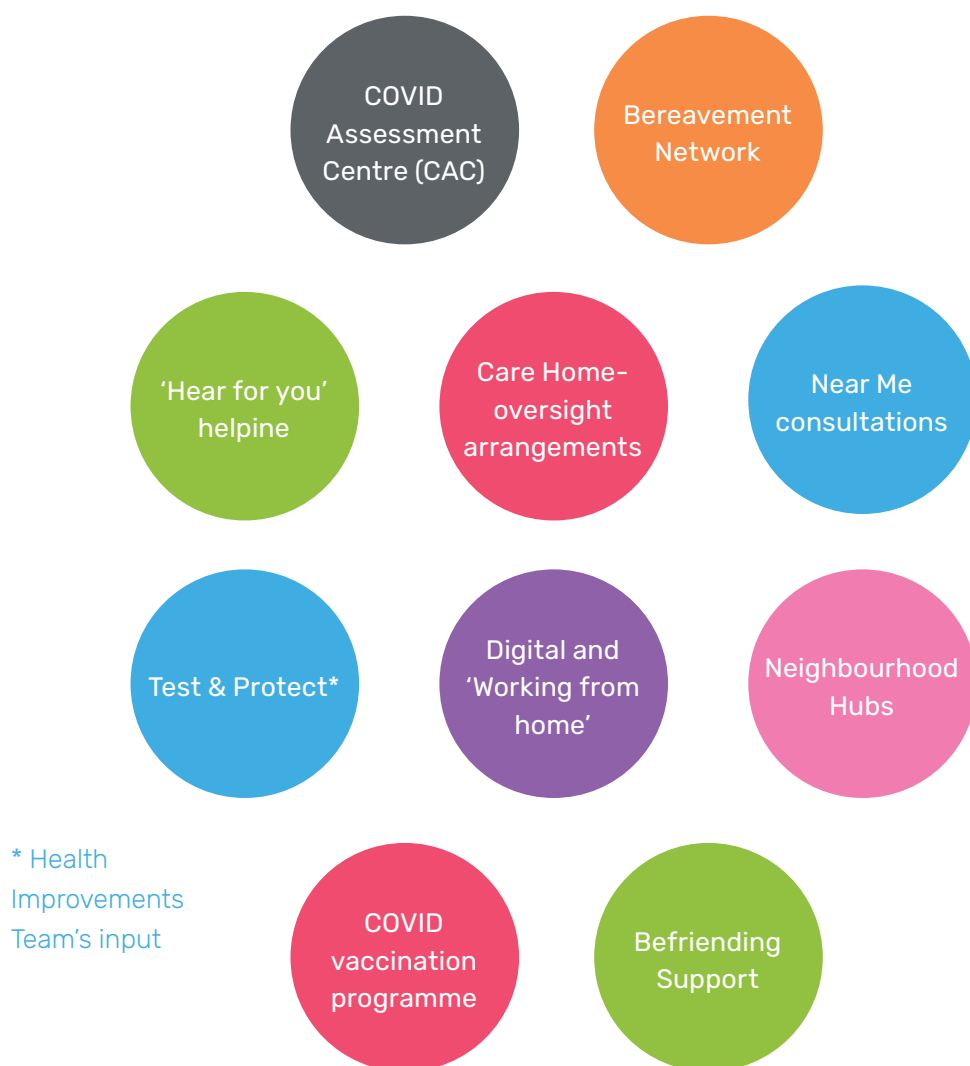 COVID
Assessment
Centre (CAC)
Bereavement
Network
‘Hear for you’
helpine
Care Home-
oversight
arrangements
Near Me
consultations
Test & Protect*
Digital and
‘Working from
home’
Neighbourhood
Hubs
* Health
Improvements
Team’s input
COVID
vaccination
programme
Befriending
Support